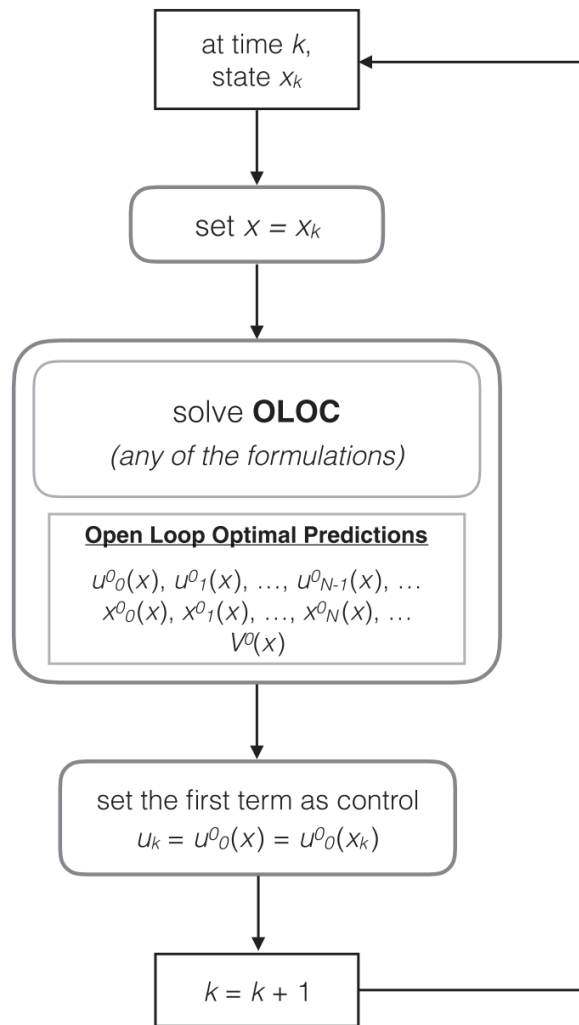 at time k,
state xₖ
set x = xₖ
solve OLOC
(any of the formulations)
Open Loop Optimal Predictions
u⁰₀(x), u⁰₁(x), ..., u⁰N-1(x), ...
x⁰₀(x), x⁰₁(x), ..., x⁰N(x), ...
V⁰(x)
set the first term as control
uₖ = u⁰₀(x) = u⁰₀(xₖ)
k = k + 1